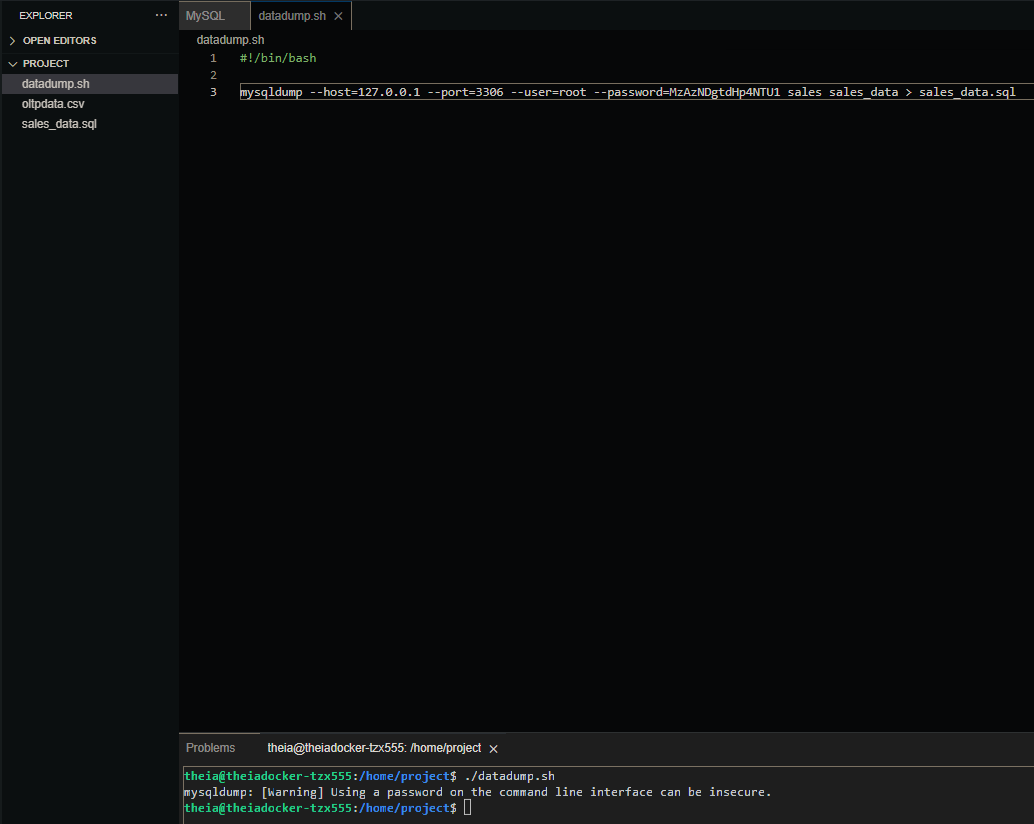 EXPLORER
OPEN EDITORS
PROJECT
datadump.sh
oltpdata.csv
sales_data.sql
MySQL
datadump.sh
datadump.sh
1 #!/bin/bash
2
3 mysqldump --host=127.0.0.1 --port=3306 --user=root --password=MzAzNDgtdHp4NTU1 sales sales_data > sales_data.sql
Problems theia@theiadocker-tzx555: /home/project
theia@theiadocker-tzx555:/home/project$ ./datadump.sh
mysqldump: [Warning] Using a password on the command line interface can be insecure.
theia@theiadocker-tzx555:/home/project$